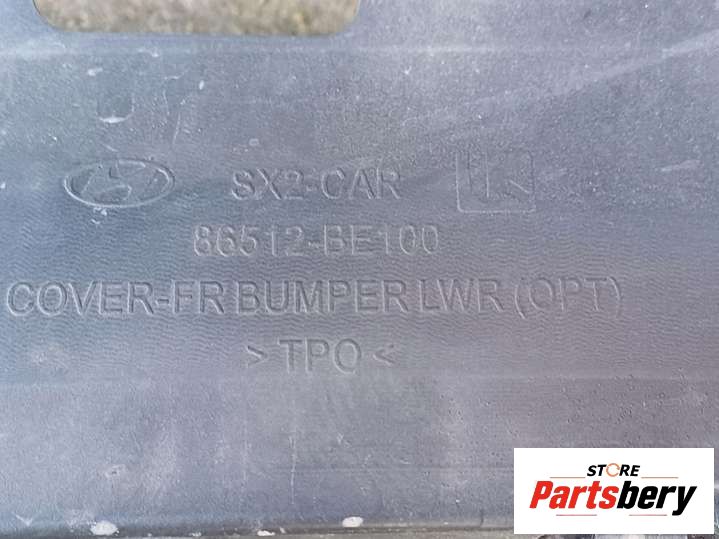 SX2-CAR
86512-BE100
COVER-FR BUMPER LWR (OPT)
>TPO<
STORE
Partsbery